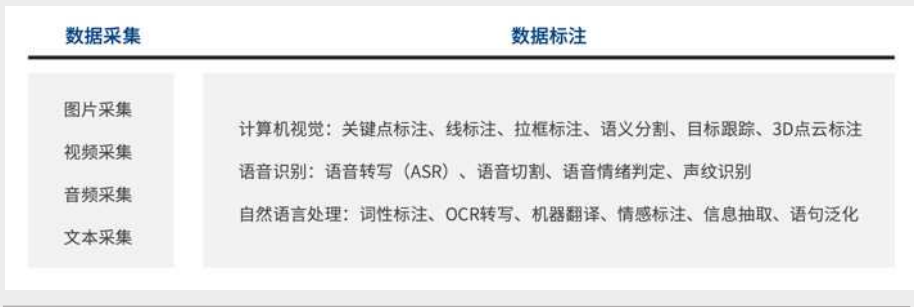 数据采集
数据标注
图片采集
视频采集
音频采集
文本采集
计算机视觉：关键点标注、线标注、拉框标注、语义分割、目标跟踪、3D点云标注
语音识别：语音转写（ASR）、语音切割、语音情绪判定、声纹识别
自然语言处理：词性标注、OCR转写、机器翻译、情感标注、信息抽取、语句泛化